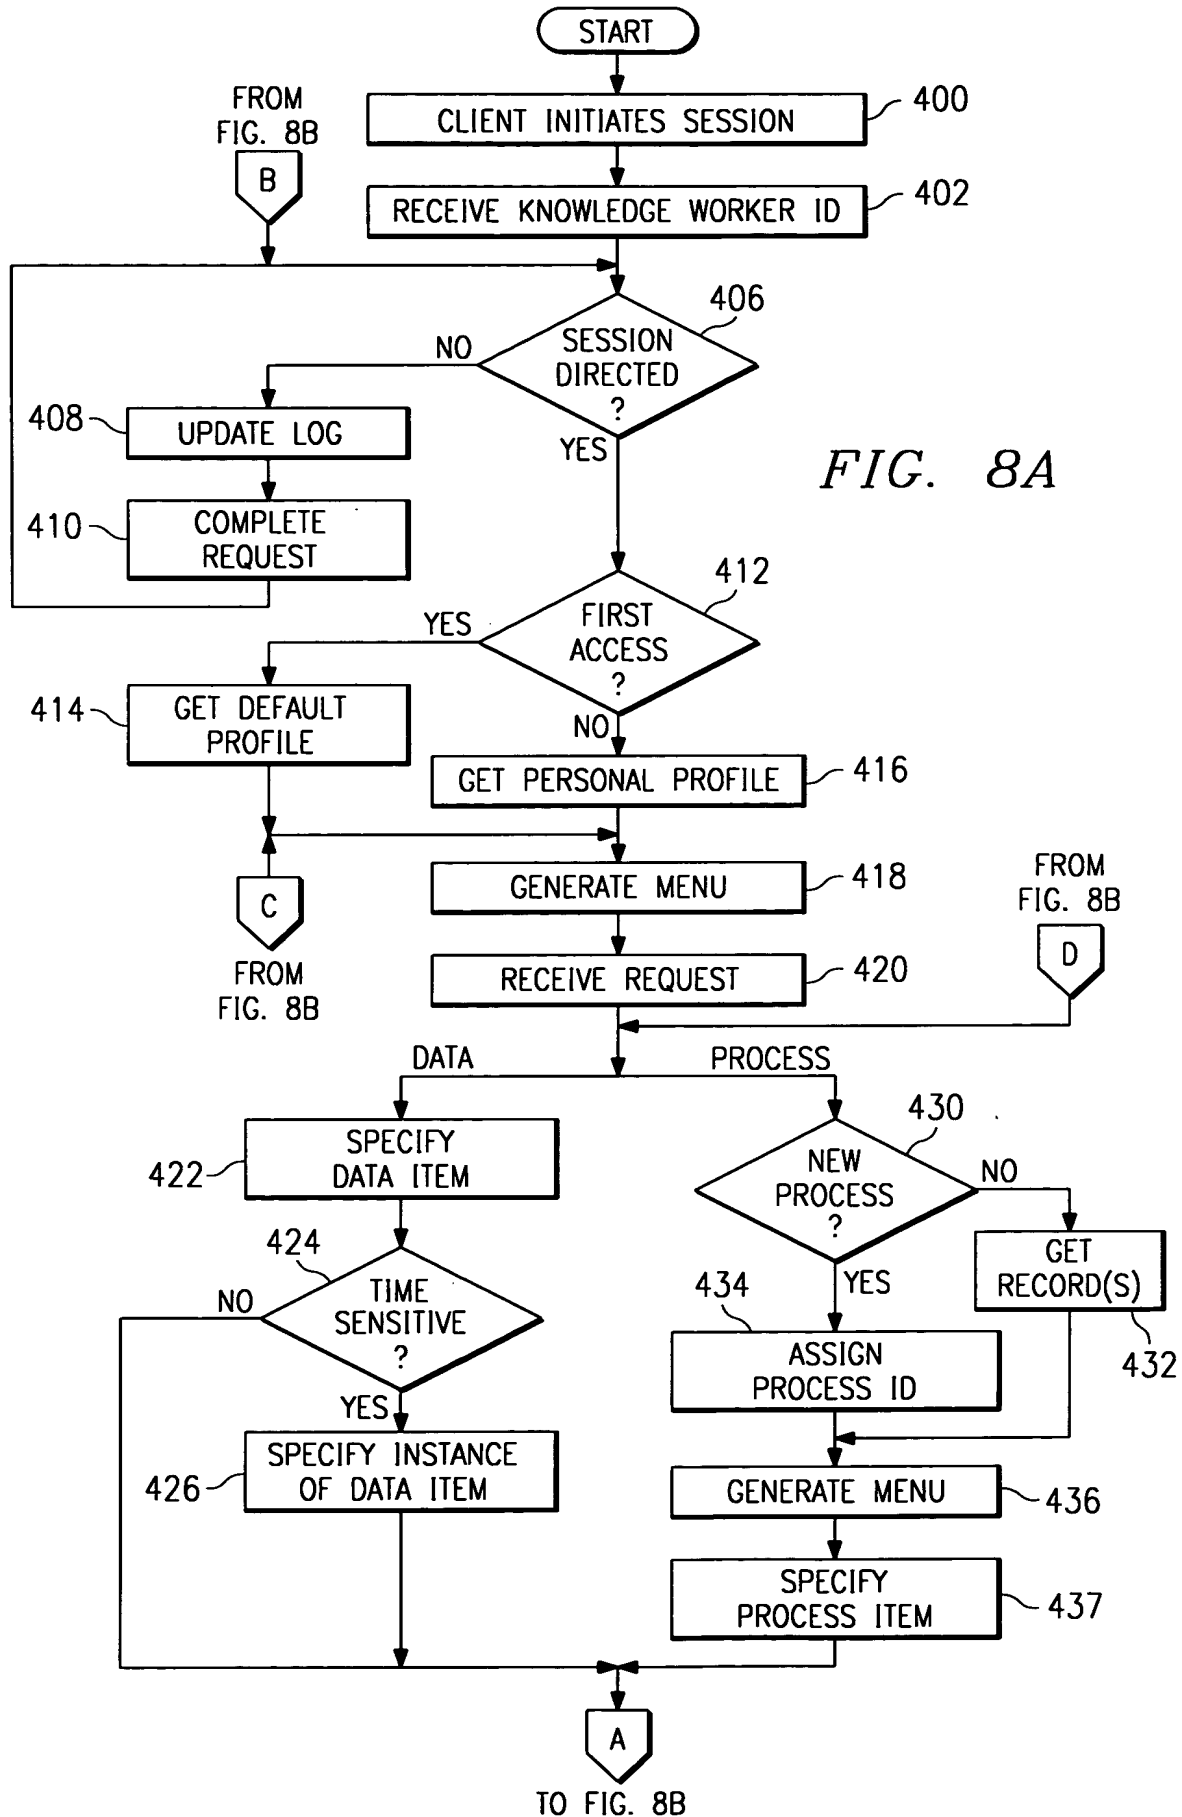 START
CLIENT INITIATES SESSION
400
FROM
FIG. 8B
B
RECEIVE KNOWLEDGE WORKER ID
402
406
SESSION
DIRECTED
?
NO
YES
408
UPDATE LOG
FIG. 8A
410
COMPLETE
REQUEST
412
FIRST
ACCESS
?
YES
NO
414
GET DEFAULT
PROFILE
GET PERSONAL PROFILE
416
GENERATE MENU
418
C
FROM
FIG. 8B
FROM
FIG. 8B
D
RECEIVE REQUEST
420
DATA
PROCESS
422
SPECIFY
DATA ITEM
430
NEW
PROCESS
?
NO
YES
424
TIME
SENSITIVE
?
NO
YES
GET
RECORD(S)
432
434
ASSIGN
PROCESS ID
426
SPECIFY INSTANCE
OF DATA ITEM
GENERATE MENU
436
SPECIFY
PROCESS ITEM
437
A
TO FIG. 8B